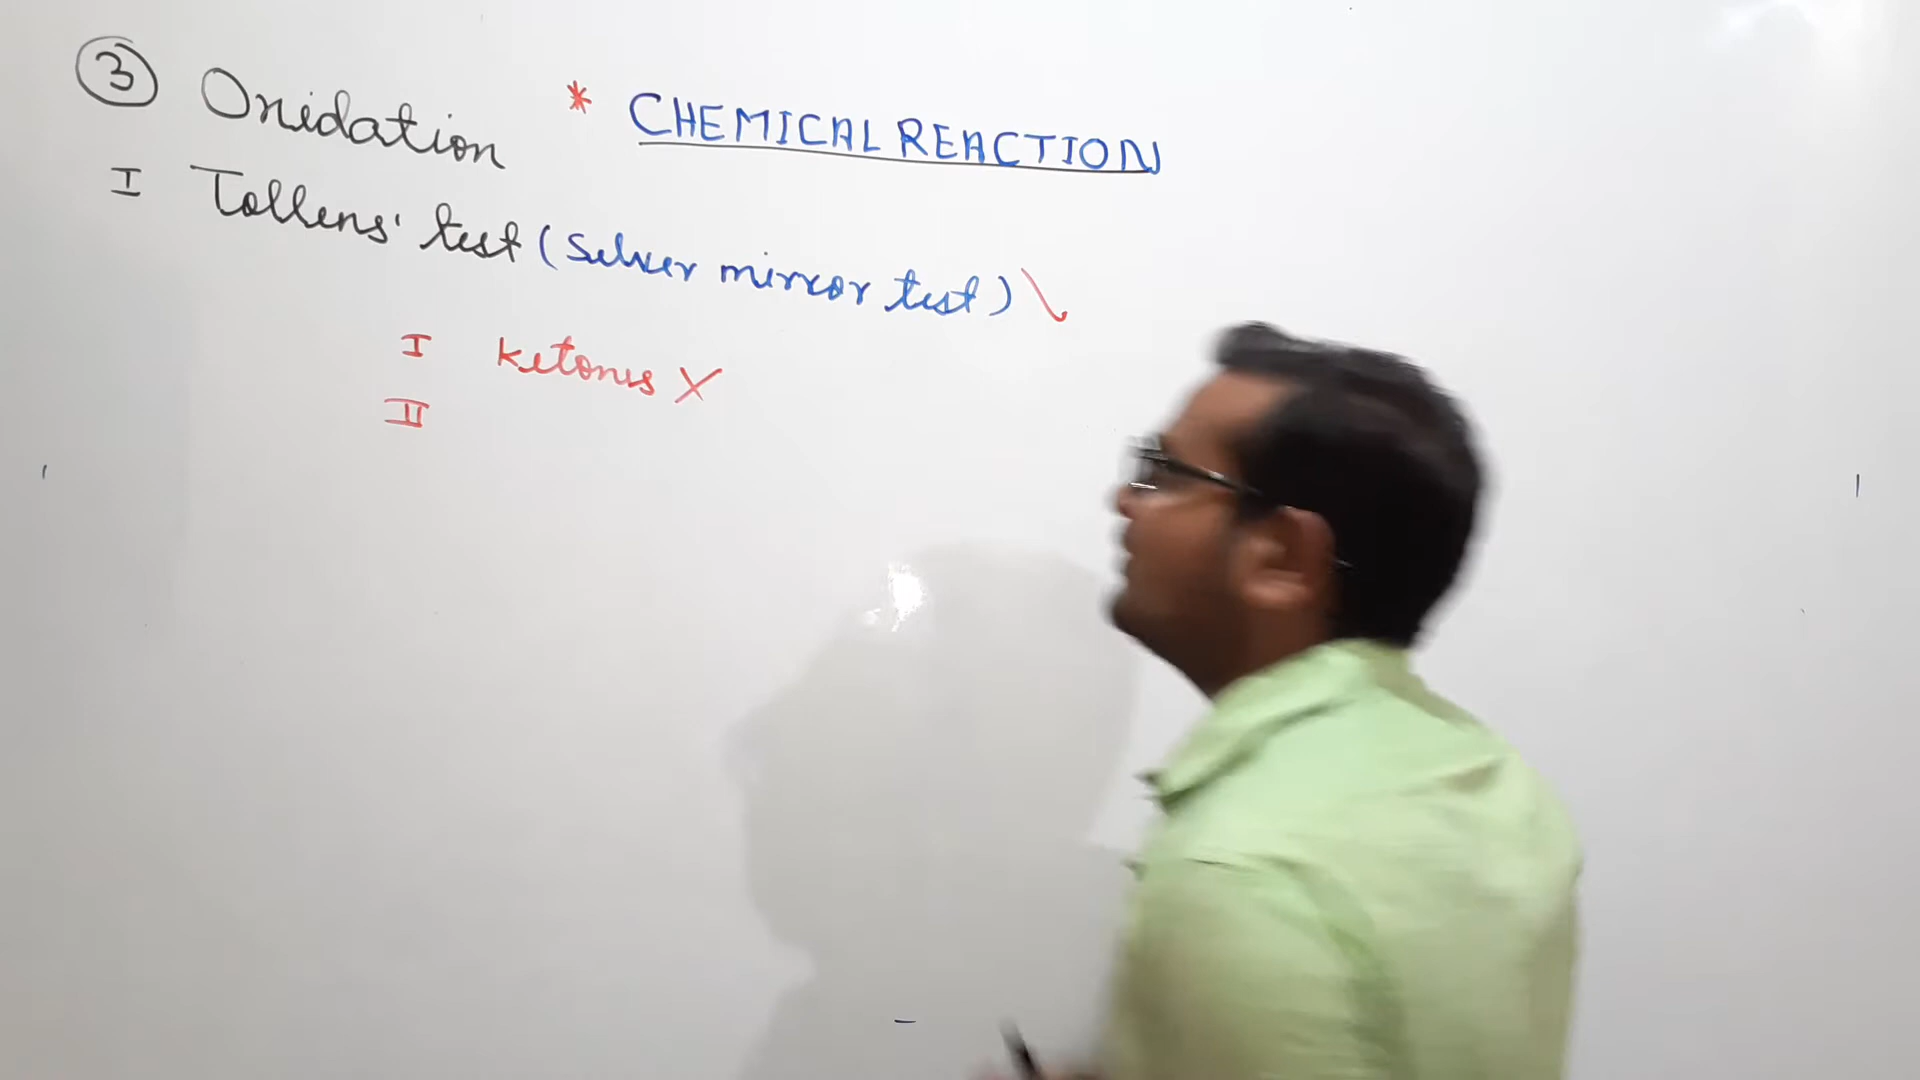 ③ Oxidation
* CHEMICAL REACTION
I Tollens' test (Silver mirror test)
I Ketones X
II